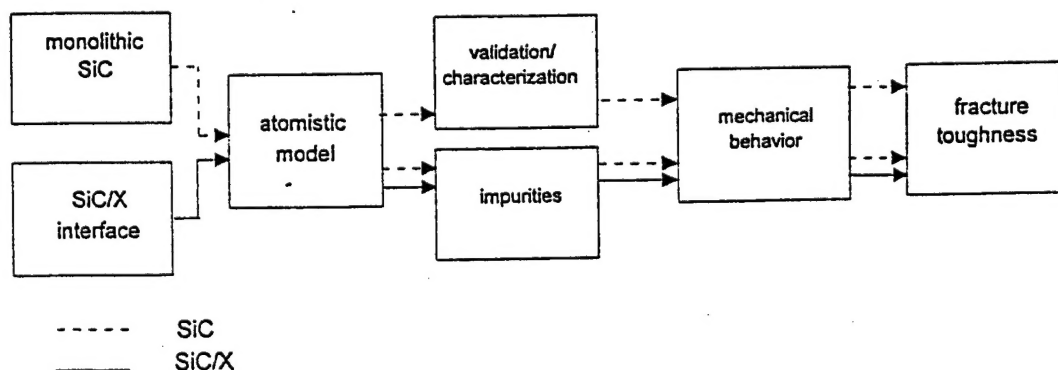 monolithic
SiC
SiC/X
interface
atomistic
model
validation/
characterization
impurities
mechanical
behavior
fracture
toughness
SiC
SiC/X